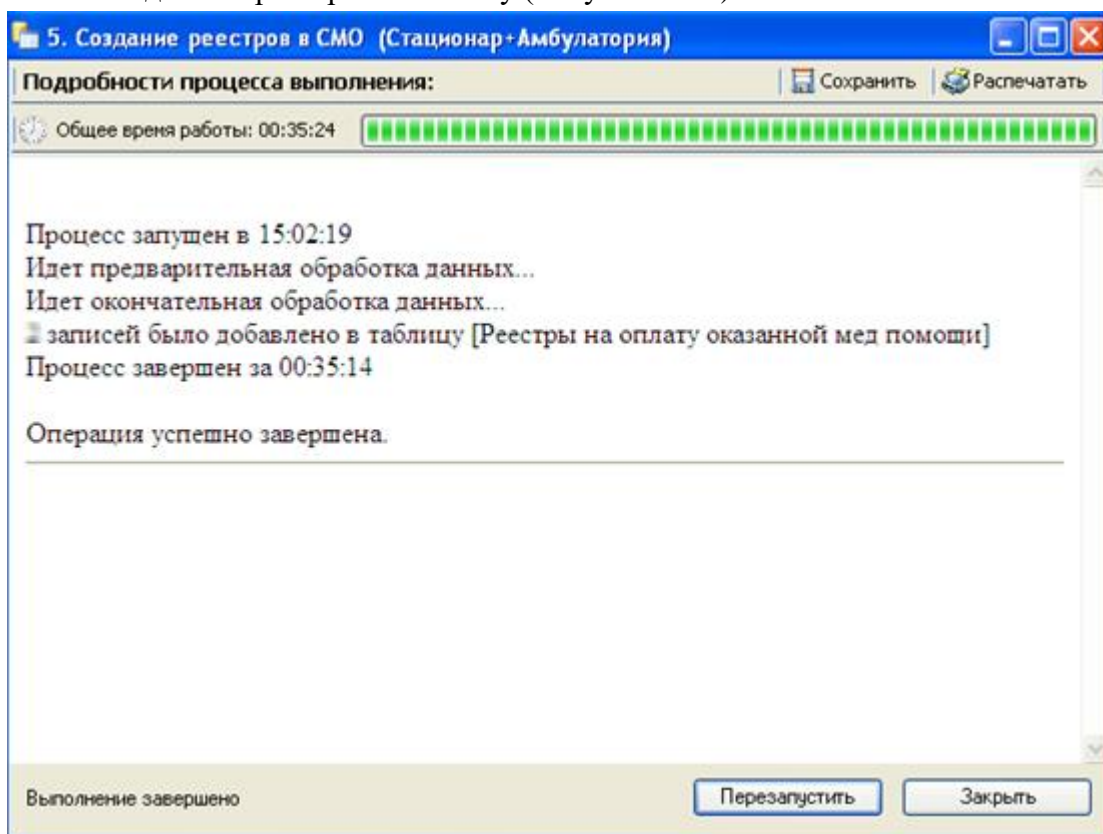 5. Создание реестров в СМО (Стационар+Амбулатория)
Подробности процесса выполнения:
Сохранить
Распечатать
Общее время работы: 00:35:24
Процесс запущен в 15:02:19
Идет предварительная обработка данных...
Идет окончательная обработка данных...
записей было добавлено в таблицу [Реестры на оплату оказанной мед помощи]
Процесс завершен за 00:35:14
Операция успешно завершена.
Выполнение завершено
Перезапустить
Закрыть